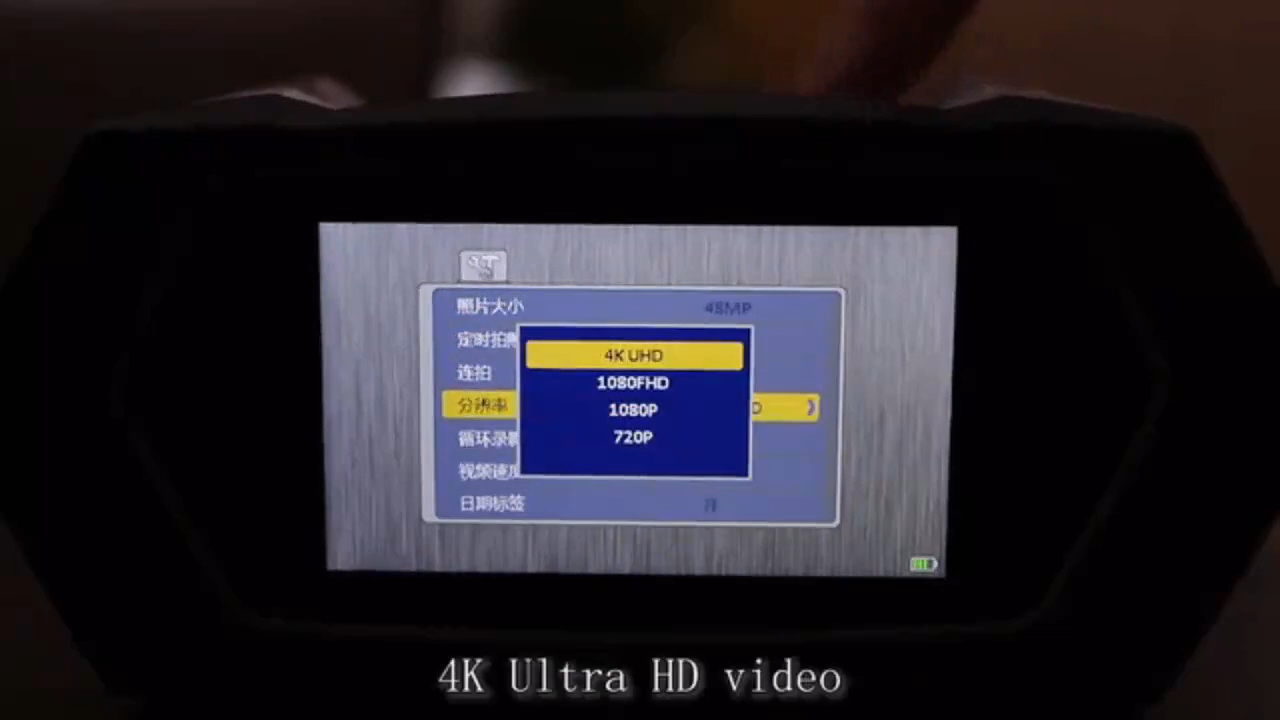 照片大小 48MP
定时拍照
连拍
分辨率
循环录影
视频速度
日期标签 开
4K UHD
1080FHD
1080P
720P
4K Ultra HD video